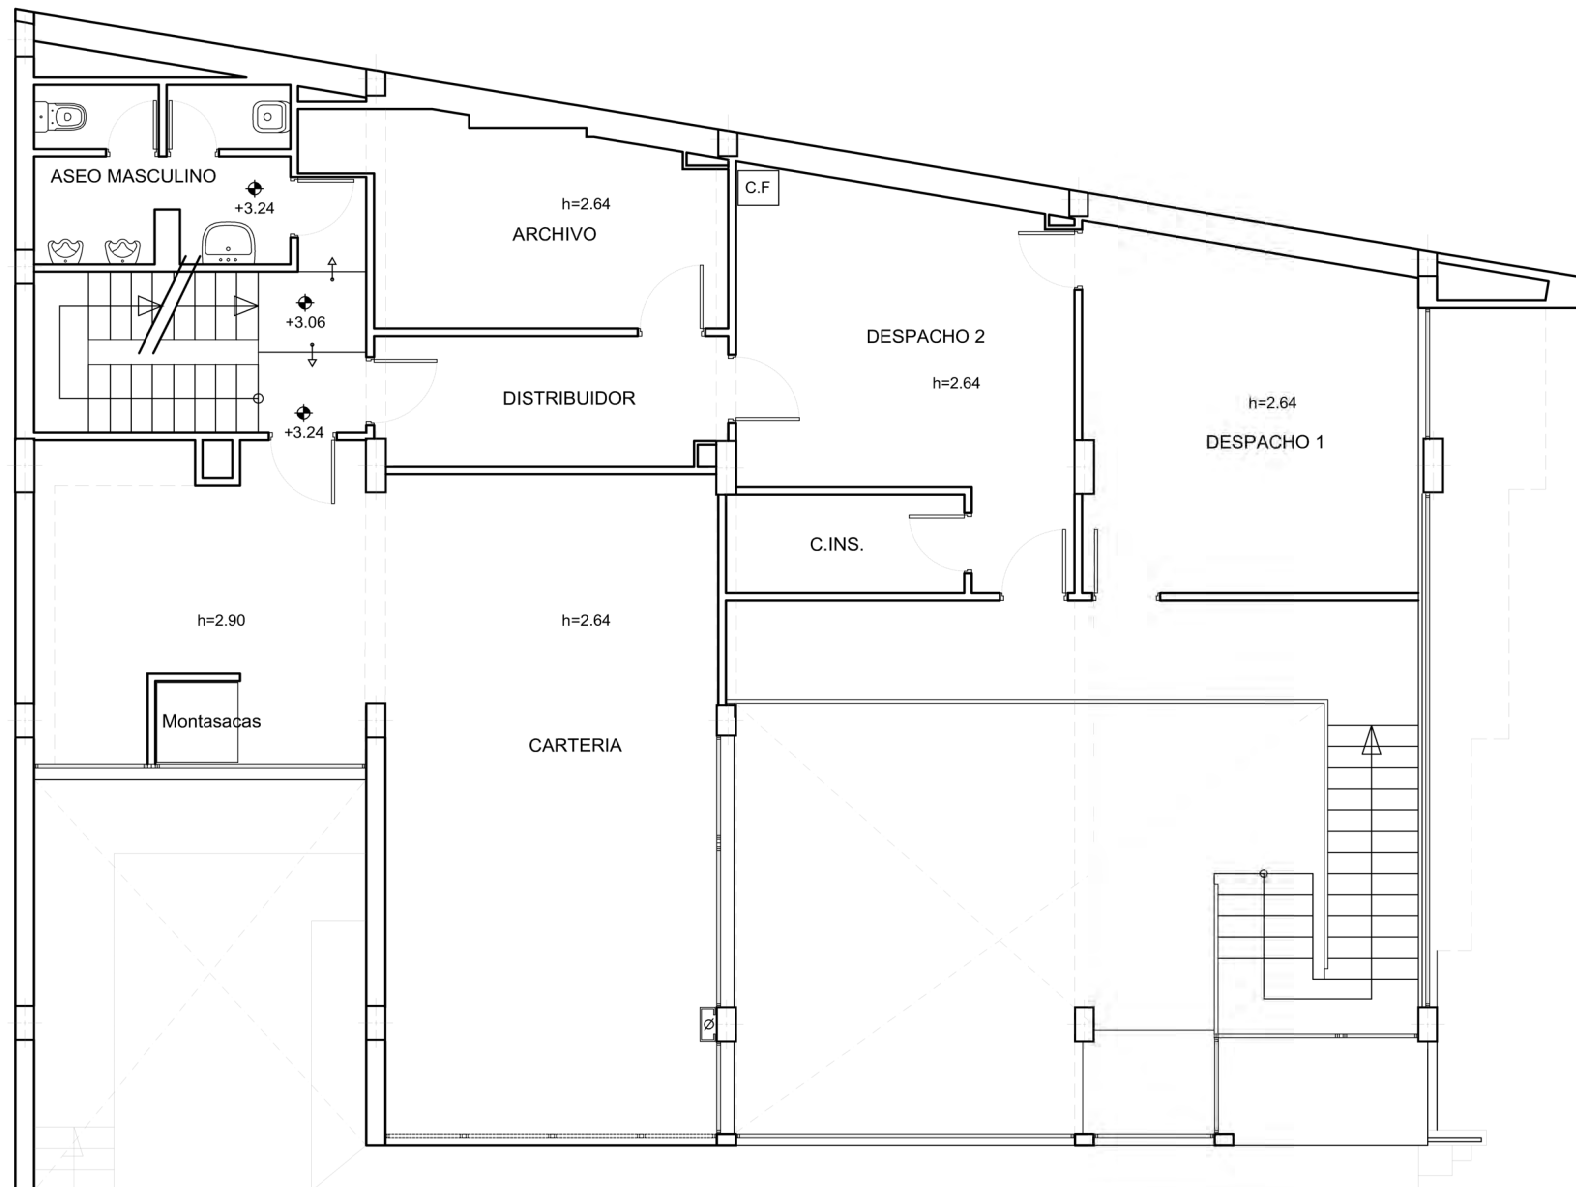 ASEO MASCULINO
+3.24
C.F
h=2.64
ARCHIVO
+3.06
DESPACHO 2
h=2.64
DISTRIBUIDOR
h=2.64
+3.24
DESPACHO 1
C.INS.
h=2.90
h=2.64
Montasacas
CARTERIA